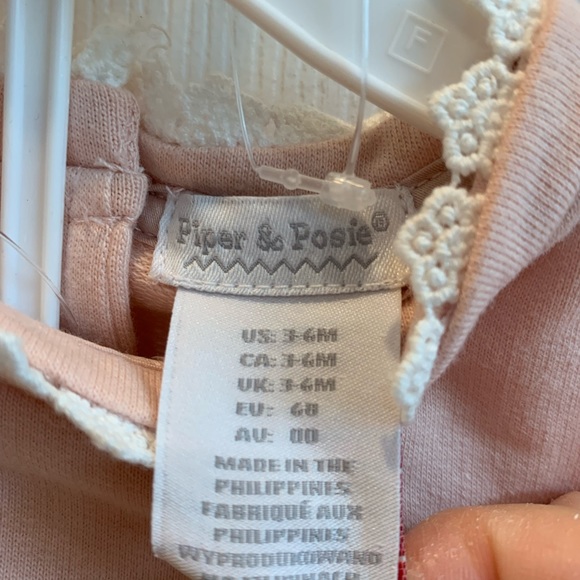 F
Piper & Posie®
US: 3-6M
CA: 3-6M
UK: 3-6M
EU: 68
AU: 00
MADE IN THE
PHILIPPINES
FABRIQUÉ AUX
PHILIPPINES
WYPRODUKOWANO